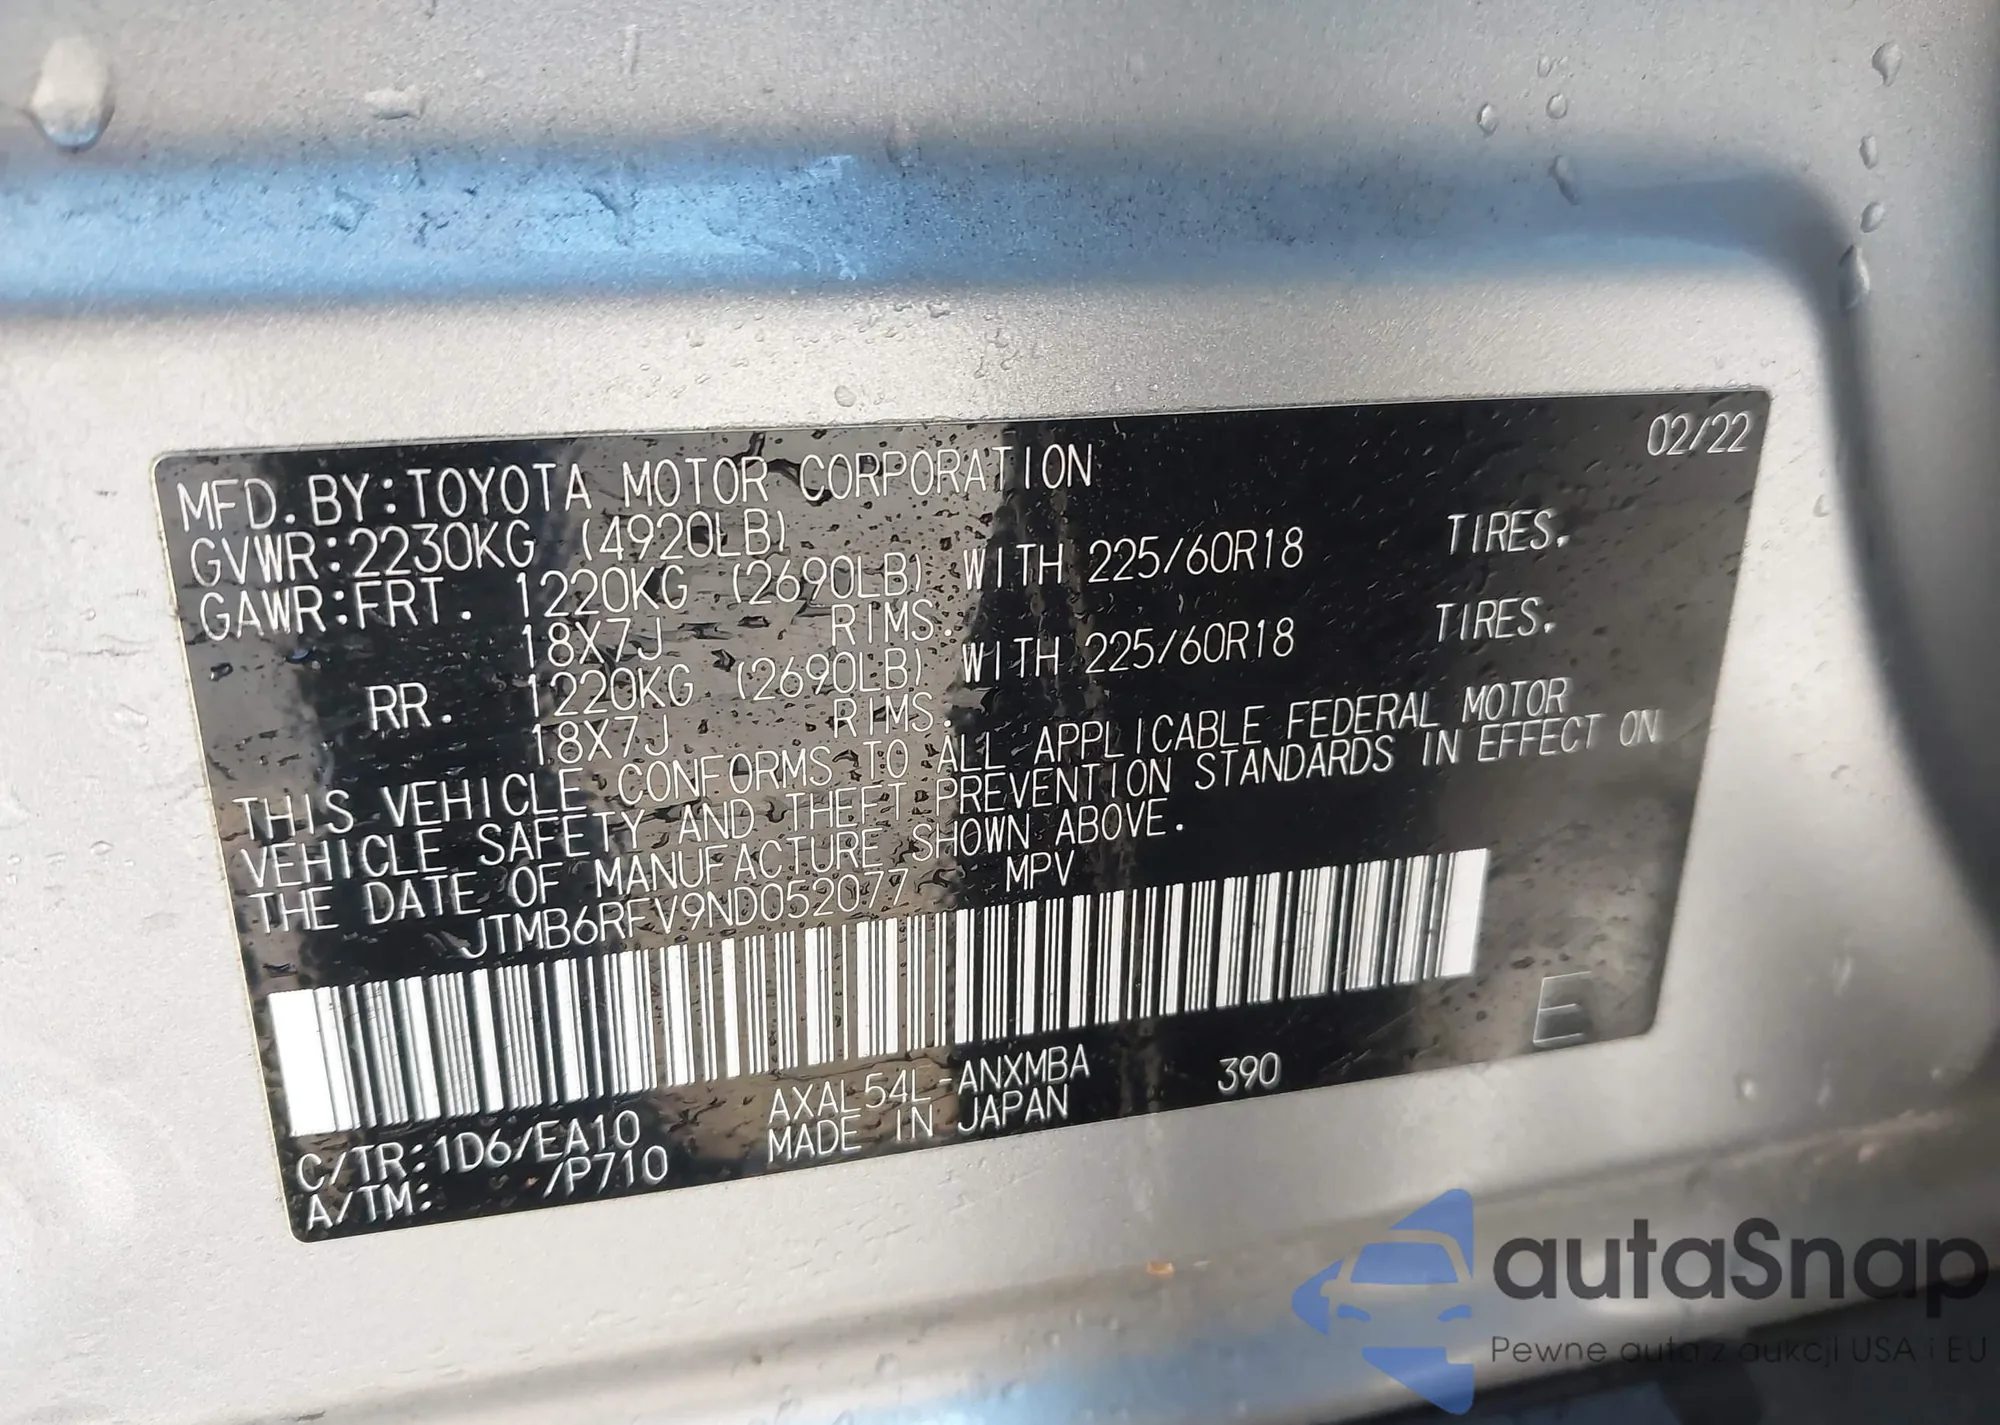 02/22
MFD.BY:TOYOTA MOTOR CORPORATION
GVWR:2230KG (4920LB)
GAWR:FRT. 1220KG (2690LB) WITH 225/60R18 TIRES.
18X7J RIMS.
RR. 1220KG (2690LB) WITH 225/60R18 TIRES.
18X7J RIMS.
THIS VEHICLE CONFORMS TO ALL APPLICABLE FEDERAL MOTOR
VEHICLE SAFETY AND THEFT PREVENTION STANDARDS IN EFFECT ON
THE DATE OF MANUFACTURE SHOWN ABOVE.
JTMB6RFV9ND052077 MPV
E
C/TR:1D6/EA10 AXAL54L-ANXMBA 390
A/TM: /P710 MADE IN JAPAN
autaSnap
Pewne auta z aukcji USA i EU